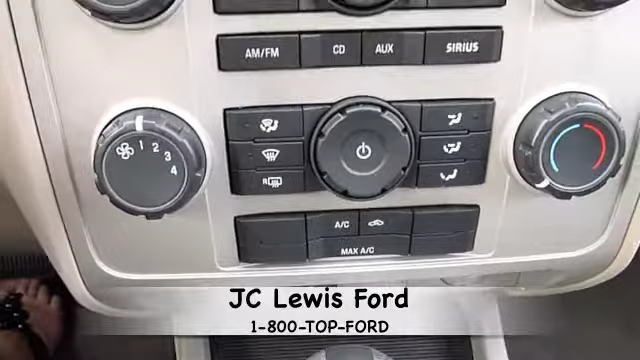 AM/FM CD AUX SIRIUS
1 2 3 4
R
A/C
MAX A/C
JC Lewis Ford
1-800-TOP-FORD